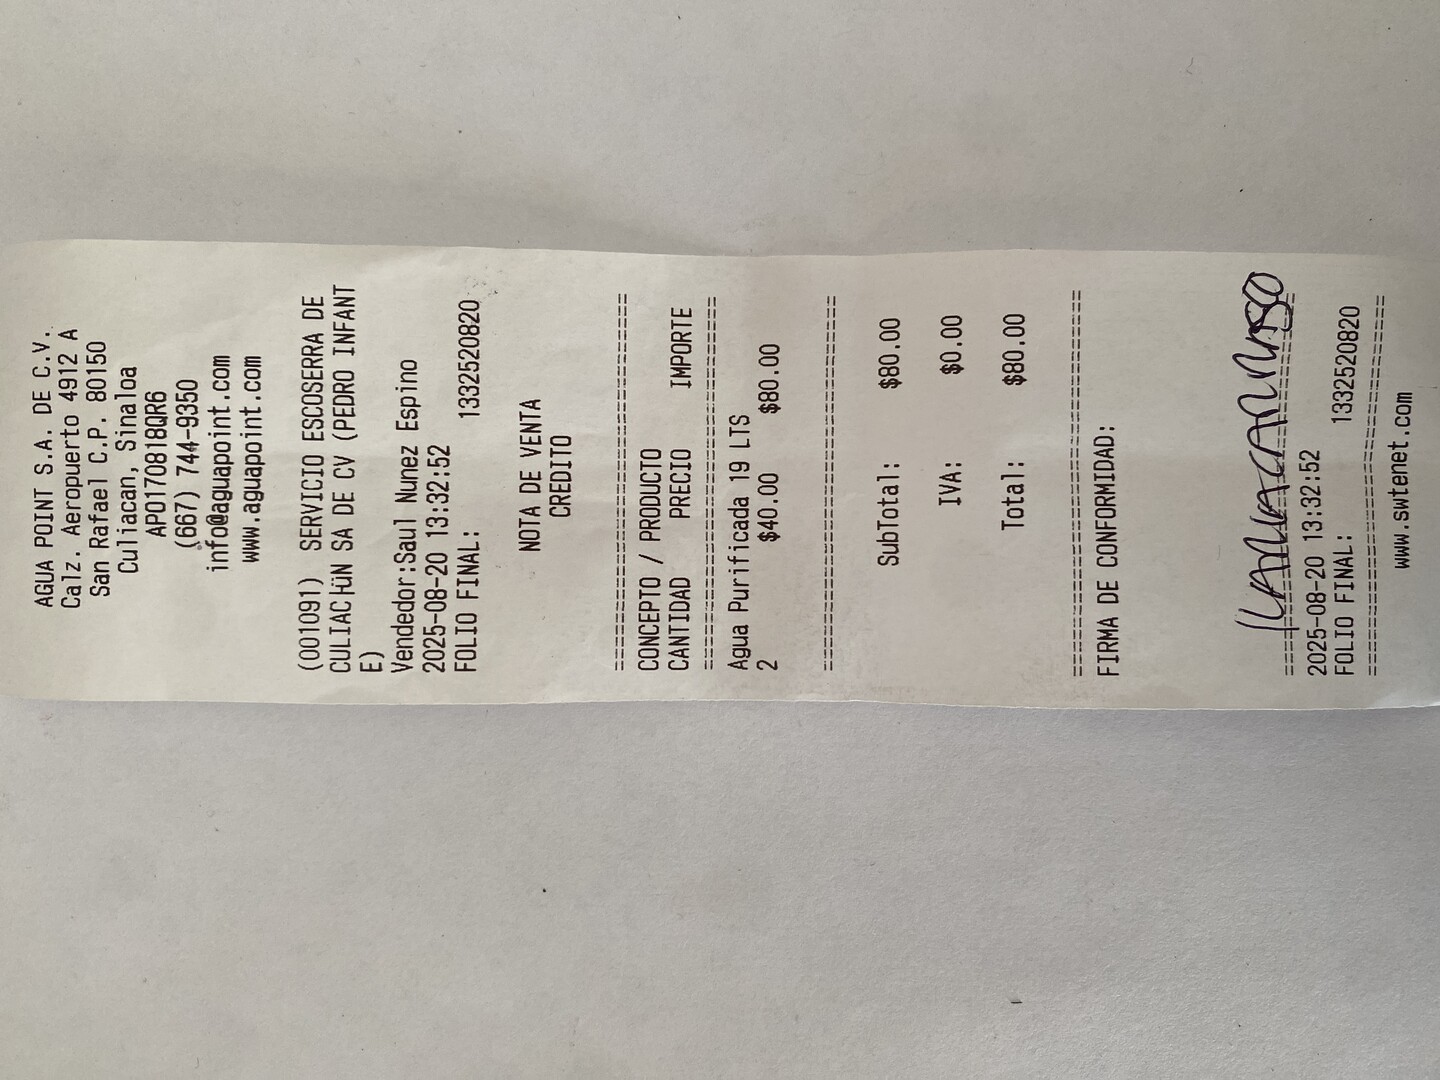 AGUA POINT S.A. DE C.V.
Calz. Aeropuerto 4912 A
San Rafael C.P. 80150
Culiacan, Sinaloa
APO170818QR6
(667) 744-9350
info@aguapoint.com
www.aguapoint.com
(001091) SERVICIO ESCOSERRA DE
CULIAC├üN SA DE CV (PEDRO INFANT
E)
Vendedor:Saul Nunez Espino
2025-08-20 13:32:52
FOLIO FINAL: 1332520820
NOTA DE VENTA
CREDITO
==============================
CONCEPTO / PRODUCTO
CANTIDAD PRECIO IMPORTE
==============================
Agua Purificada 19 LTS
2 $40.00 $80.00
==============================
SubTotal: $80.00
IVA: $0.00
Total: $80.00
==============================
FIRMA DE CONFORMIDAD:
==============================
2025-08-20 13:32:52
FOLIO FINAL: 1332520820
==============================
www.swtenet.com